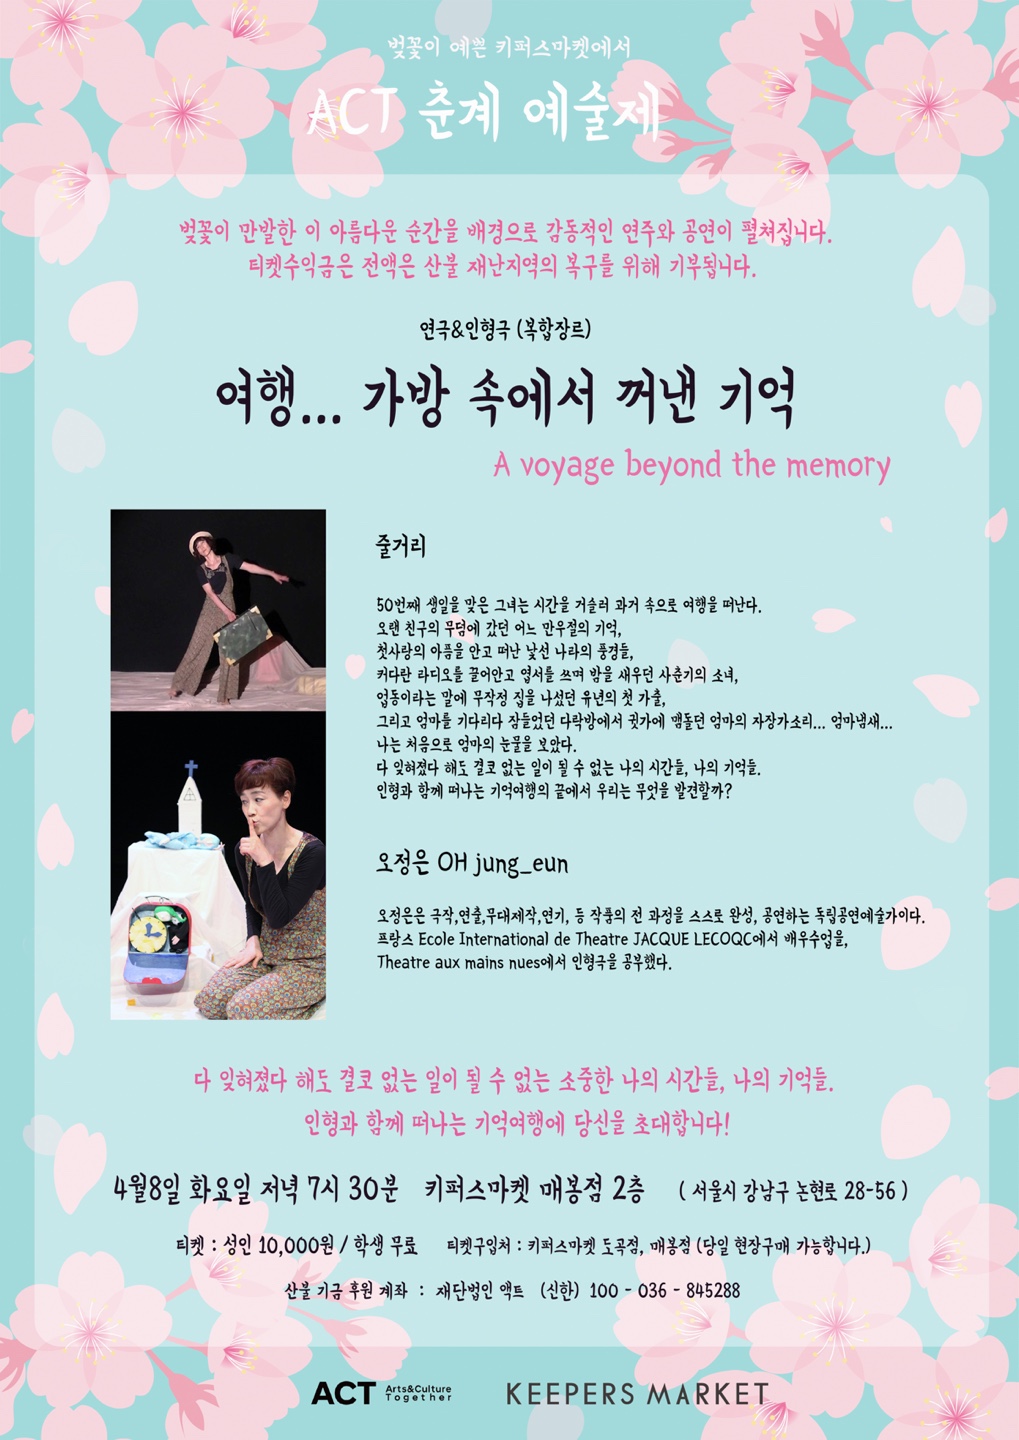 벚꽃이 예쁜 키퍼스마켓에서
ACT 춘계 예술제
벚꽃이 만발한 이 아름다운 순간을 배경으로 감동적인 연주와 공연이 펼쳐집니다.
티켓수익금은 전액은 산불 재난지역의 복구를 위해 기부됩니다.
연극&인형극 (복합장르)
여행... 가방 속에서 꺼낸 기억
A voyage beyond the memory
줄거리
50번째 생일을 맞은 그녀는 시간을 거슬러 과거 속으로 여행을 떠난다.
오랜 친구의 무덤에 갔던 어느 만우절의 기억,
첫사랑의 아픔을 안고 떠난 낯선 나라의 풍경들,
커다란 라디오를 끌어안고 엽서를 쓰며 밤을 새우던 사춘기의 소녀,
업동이라는 말에 무작정 집을 나섰던 유년의 첫 가출,
그리고 엄마를 기다리다 잠들었던 다락방에서 귓가에 맴돌던 엄마의 자장가소리... 엄마냄새...
나는 처음으로 엄마의 눈물을 보았다.
다 잊혀졌다 해도 결코 없는 일이 될 수 없는 나의 시간들, 나의 기억들.
인형과 함께 떠나는 기억여행의 끝에서 우리는 무엇을 발견할까?
오정은 OH jung_eun
오정은은 극작,연출,무대제작,연기, 등 작품의 전 과정을 스스로 완성, 공연하는 독립공연예술가이다.
프랑스 Ecole International de Theatre JACQUE LECOQC에서 배우수업을,
Theatre aux mains nues에서 인형극을 공부했다.
다 잊혀졌다 해도 결코 없는 일이 될 수 없는 소중한 나의 시간들, 나의 기억들.
인형과 함께 떠나는 기억여행에 당신을 초대합니다!
4월8일 화요일 저녁 7시 30분 키퍼스마켓 매봉점 2층 ( 서울시 강남구 논현로 28-56 )
티켓 : 성인 10,000원 / 학생 무료 티켓구입처 : 키퍼스마켓 도곡점, 매봉점 (당일 현장구매 가능합니다.)
산불 기금 후원 계좌 : 재단법인 액트 (신한) 100 - 036 - 845288
ACT Arts&Culture Together KEEPERS MARKET